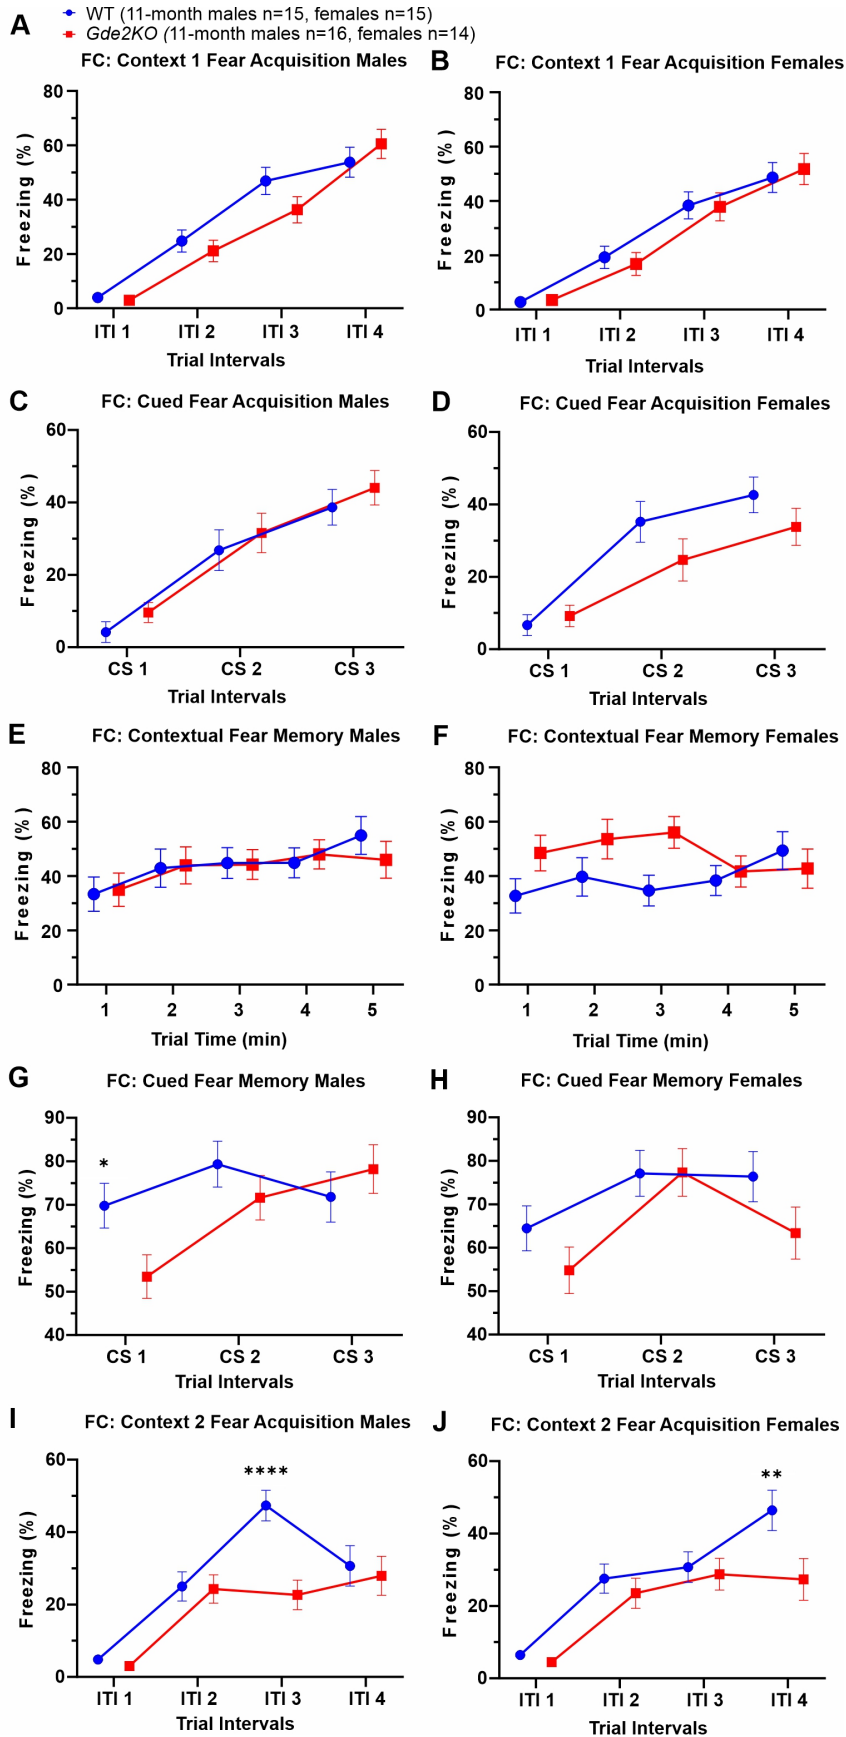 A
WT (11-month males n=15, females n=15)
Gde2KO (11-month males n=16, females n=14)
FC: Context 1 Fear Acquisition Males
80
60
40
20
0
Freezing (%)
ITI 1 ITI 2 ITI 3 ITI 4
Trial Intervals
B
FC: Context 1 Fear Acquisition Females
80
60
40
20
0
Freezing (%)
ITI 1 ITI 2 ITI 3 ITI 4
Trial Intervals
C
FC: Cued Fear Acquisition Males
60
40
20
0
Freezing (%)
CS 1 CS 2 CS 3
Trial Intervals
D
FC: Cued Fear Acquisition Females
60
40
20
0
Freezing (%)
CS 1 CS 2 CS 3
Trial Intervals
E
FC: Contextual Fear Memory Males
80
60
40
20
0
Freezing (%)
1 2 3 4 5
Trial Time (min)
F
FC: Contextual Fear Memory Females
80
60
40
20
0
Freezing (%)
1 2 3 4 5
Trial Time (min)
G
FC: Cued Fear Memory Males
90
80
70
60
50
40
Freezing (%)
*
CS 1 CS 2 CS 3
Trial Intervals
H
FC: Cued Fear Memory Females
90
80
70
60
50
40
Freezing (%)
CS 1 CS 2 CS 3
Trial Intervals
I
FC: Context 2 Fear Acquisition Males
60
40
20
0
Freezing (%)
****
ITI 1 ITI 2 ITI 3 ITI 4
Trial Intervals
J
FC: Context 2 Fear Acquisition Females
60
40
20
0
Freezing (%)
**
ITI 1 ITI 2 ITI 3 ITI 4
Trial Intervals